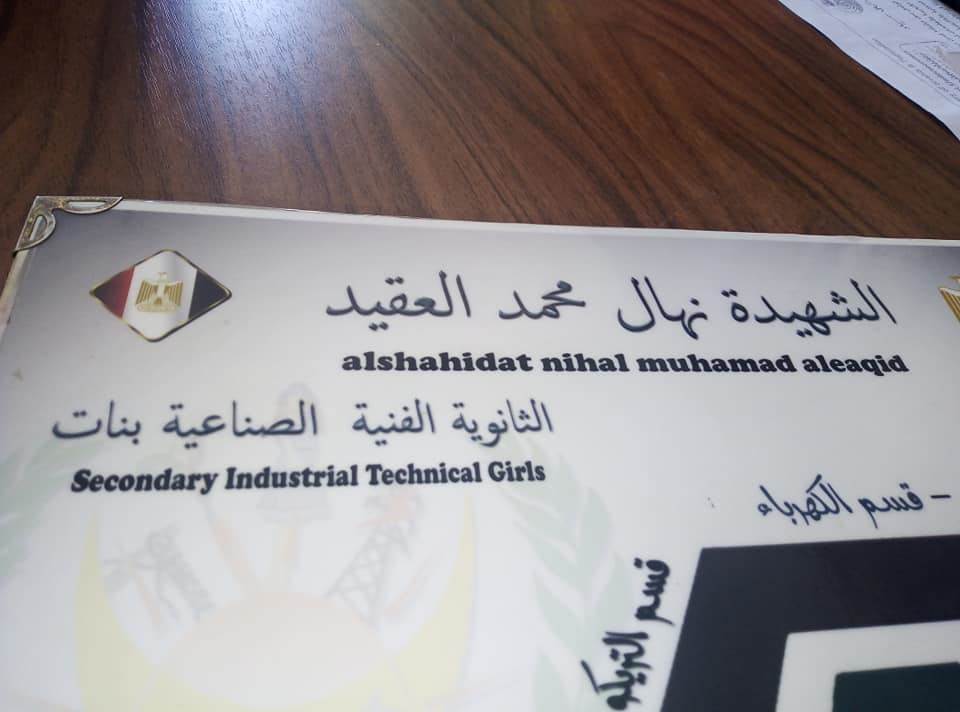 الشهيدة نهال محمد العقيد
alshahidat nihal muhamad aleaqid
الثانوية الفنية الصناعية بنات
Secondary Industrial Technical Girls
- قسم الكهرباء
قسم التريكو